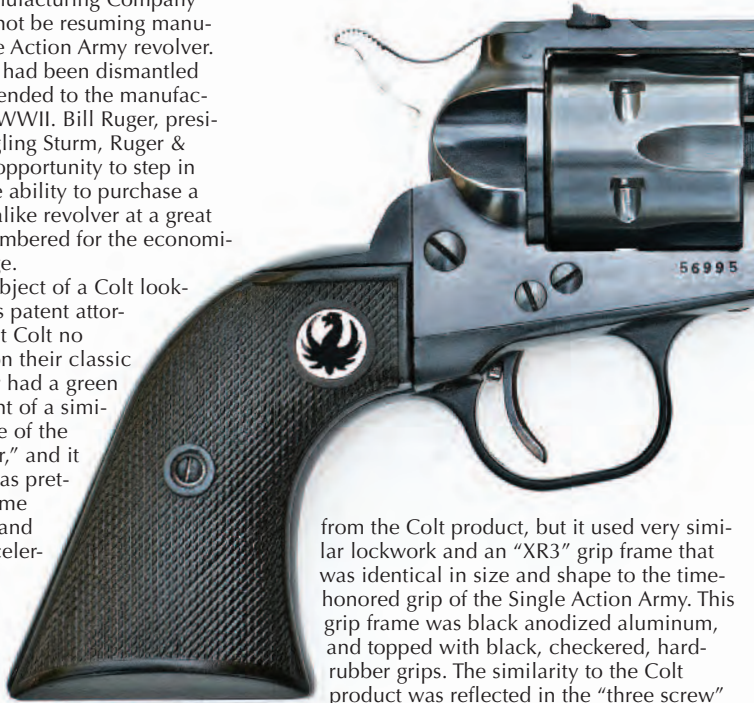 ufacturing Company
not be resuming manu-
e Action Army revolver.
had been dismantled
ended to the manufac-
WWII. Bill Ruger, presi-
gling Sturm, Ruger &
opportunity to step in
e ability to purchase a
alike revolver at a great
mbered for the economi-
ge.
bject of a Colt look-
s patent attor-
t Colt no
on their classic
had a green
nt of a simi-
e of the
r,” and it
as pret-
me
and
celer-
56995
from the Colt product, but it used very simi-
lar lockwork and an “XR3” grip frame that
was identical in size and shape to the time-
honored grip of the Single Action Army. This
grip frame was black anodized aluminum,
and topped with black, checkered, hard-
rubber grips. The similarity to the Colt
product was reflected in the “three screw”